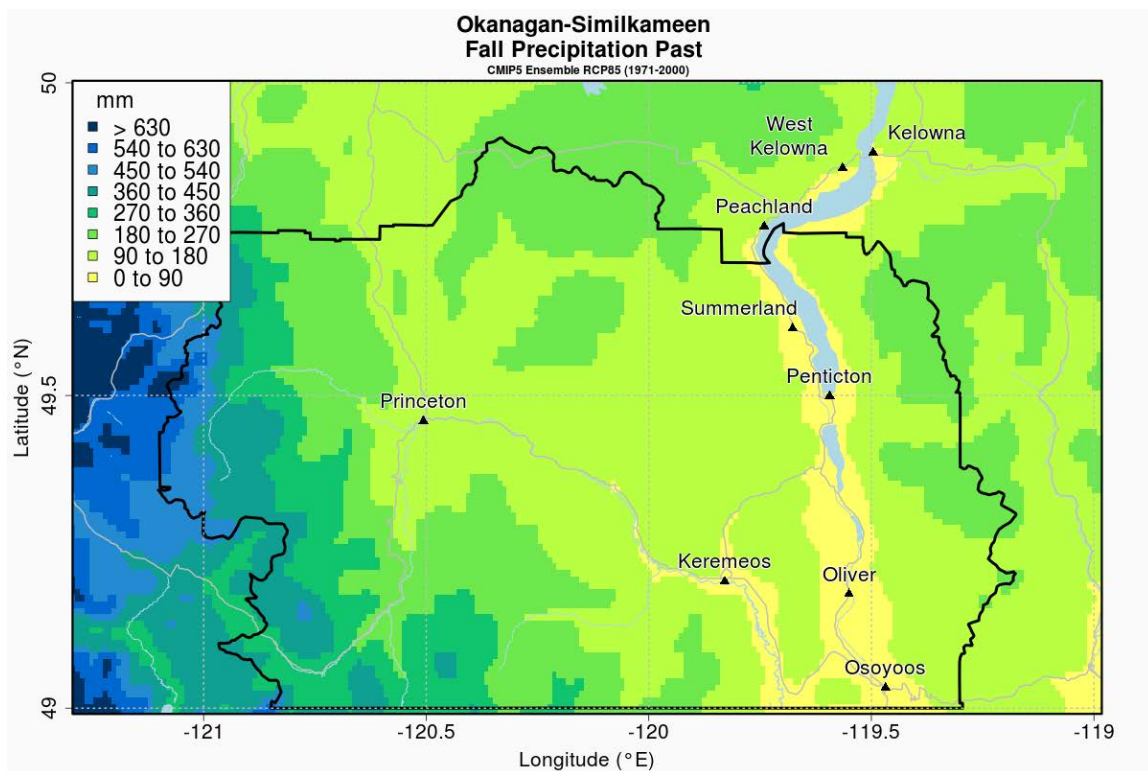 Okanagan-Similkameen
Fall Precipitation Past
CMIP5 Ensemble RCP85 (1971-2000)
mm
> 630
540 to 630
450 to 540
360 to 450
270 to 360
180 to 270
90 to 180
0 to 90
West
Kelowna
Kelowna
Peachland
Summerland
Penticton
Princeton
Keremeos
Oliver
Osoyoos
50
49.5
49
Latitude (°N)
-121
-120.5
-120
-119.5
-119
Longitude (°E)